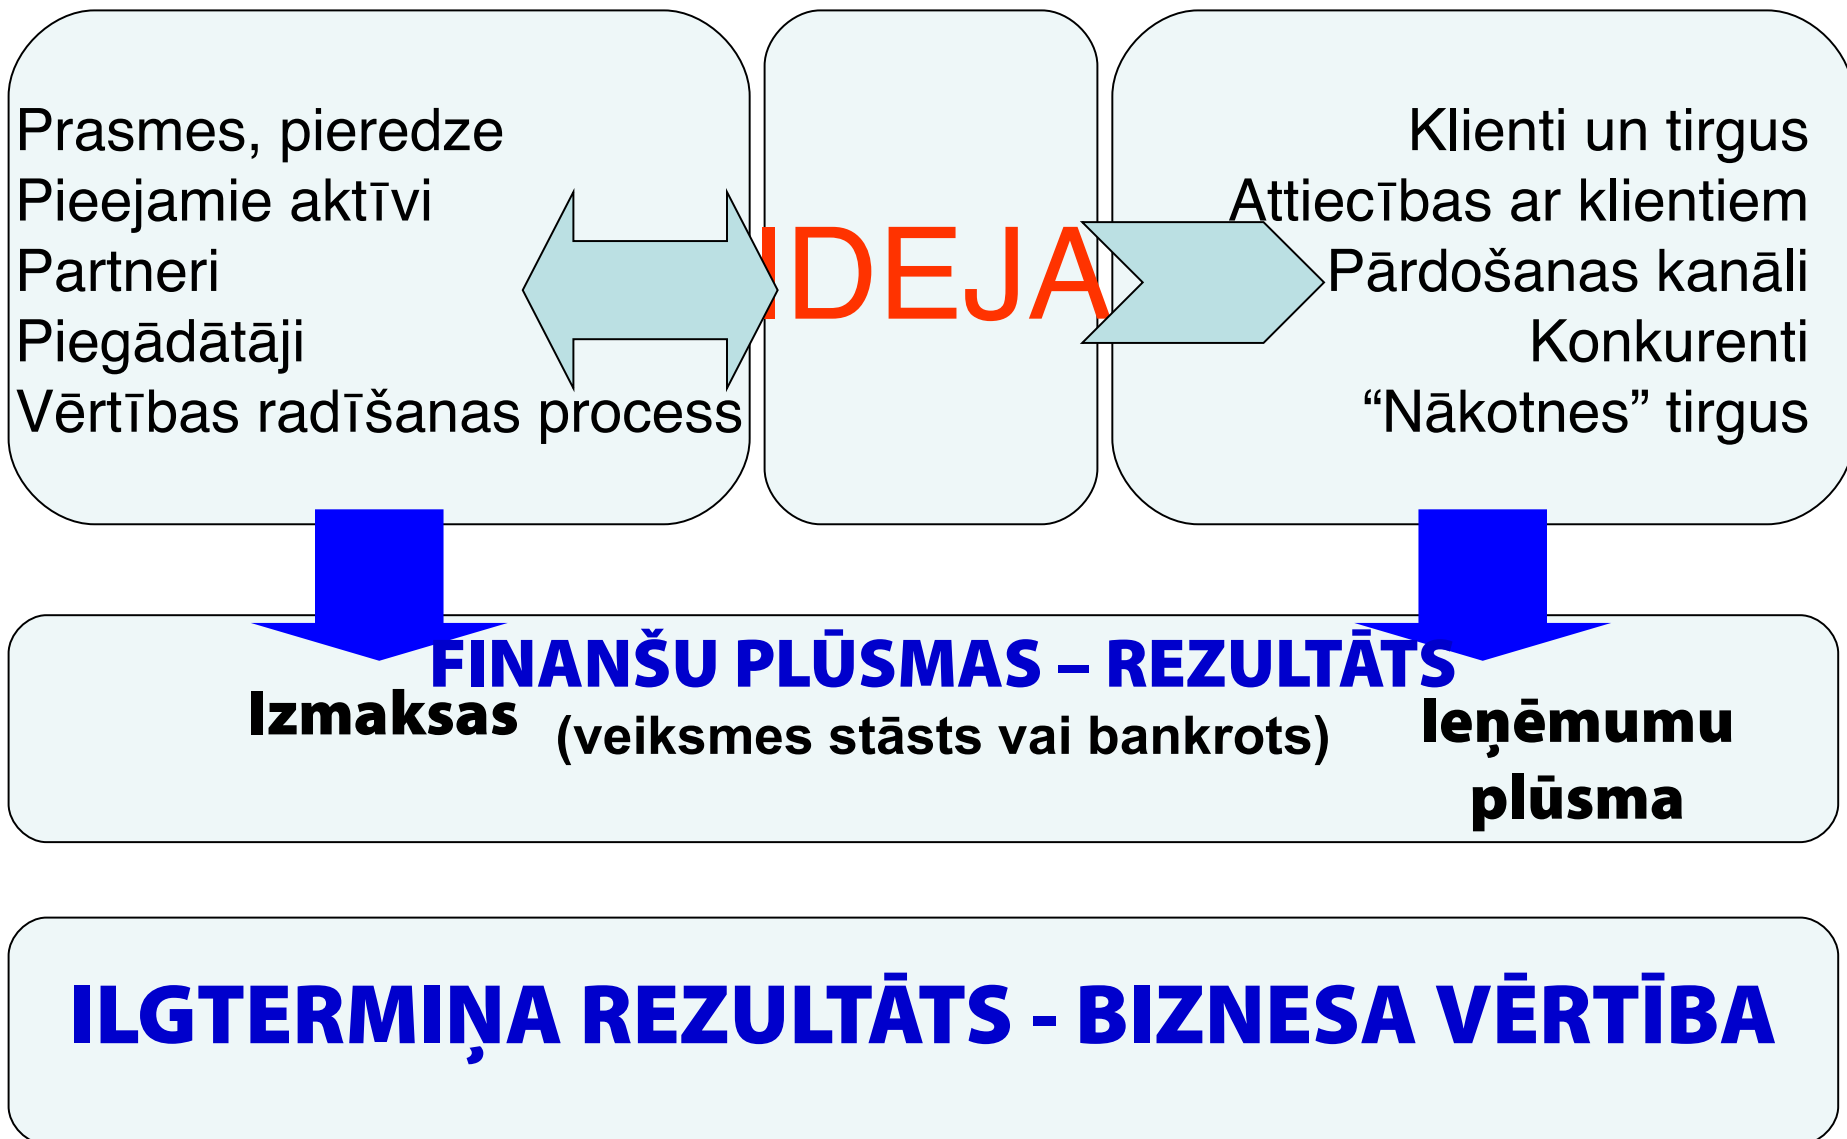 Prasmes, pieredze
Pieejamie aktīvi
Partneri
Piegādātāji
Vērtības radīšanas process
IDEJA
Klienti un tirgus
Attiecības ar klientiem
Pārdošanas kanāli
Konkurenti
“Nākotnes” tirgus
FINANŠU PLŪSMAS – REZULTĀTS
(veiksmes stāsts vai bankrots)
Izmaksas
Ieņēmumu
plūsma
ILGTERMIŅA REZULTĀTS - BIZNESA VĒRTĪBA